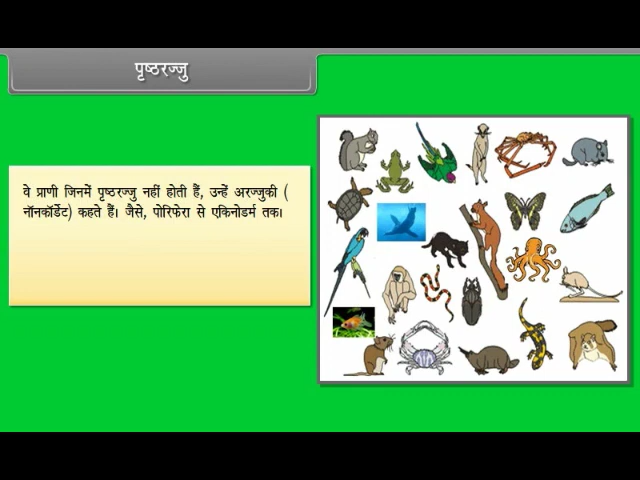 पृष्ठरज्जु
वे प्राणी जिनमें पृष्ठरज्जु नहीं होती हैं, उन्हें अरज्जुकी (
नॉनकॉर्डेट) कहते हैं। जैसे, पोरिफेरा से एकिनोडर्म तक।